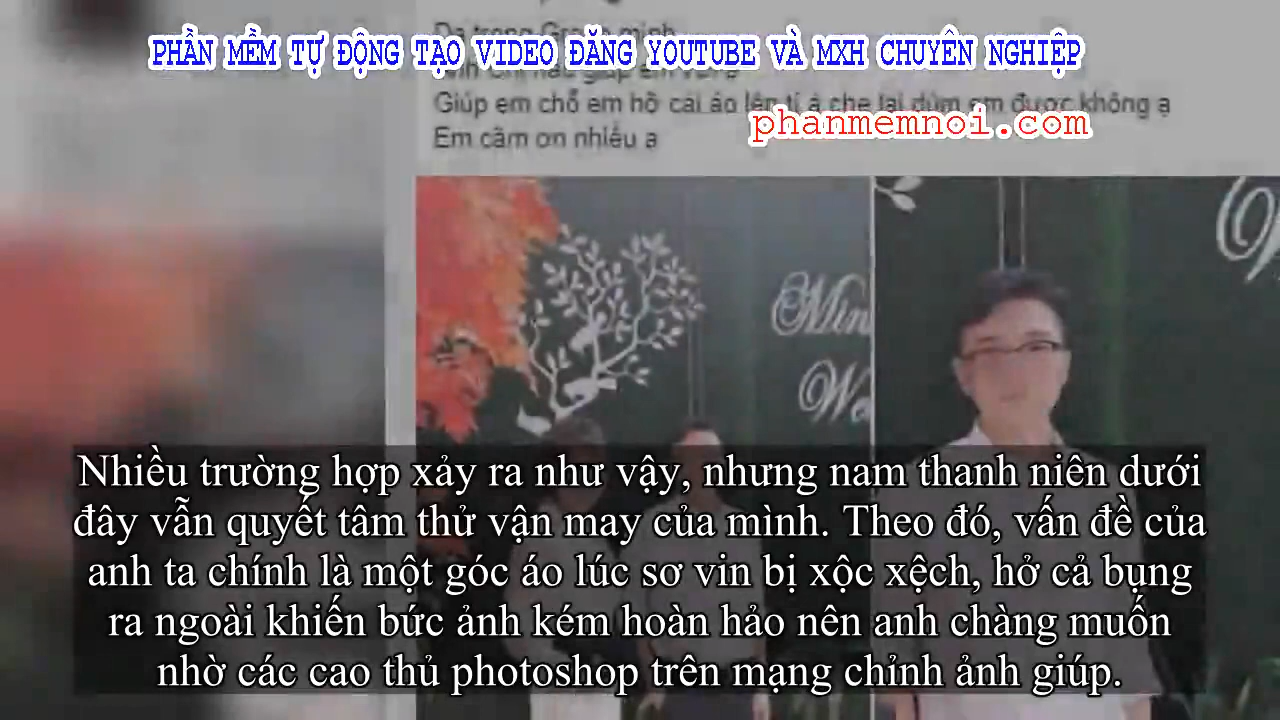 PHẦN MỀM TỰ ĐỘNG TẠO VIDEO ĐĂNG YOUTUBE VÀ MXH CHUYÊN NGHIỆP
Giúp em chỗ em hở cái áo lên tí ạ che lại dùm em được không ạ
phanmemnoi.com
Em cảm ơn nhiều ạ
Min
We
W
Nhiều trường hợp xảy ra như vậy, nhưng nam thanh niên dưới
đây vẫn quyết tâm thử vận may của mình. Theo đó, vấn đề của
anh ta chính là một góc áo lúc sơ vin bị xộc xệch, hở cả bụng
ra ngoài khiến bức ảnh kém hoàn hảo nên anh chàng muốn
nhờ các cao thủ photoshop trên mạng chỉnh ảnh giúp.